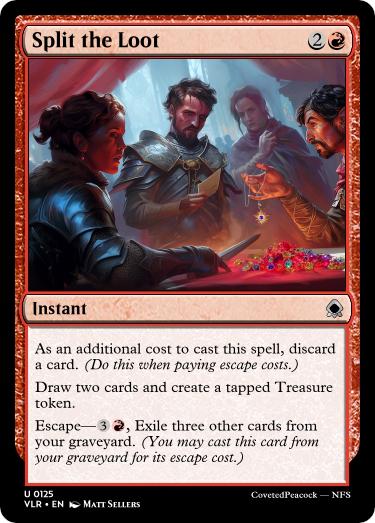 Split the Loot 2
Instant
As an additional cost to cast this spell, discard
a card. (Do this when paying escape costs.)
Draw two cards and create a tapped Treasure
token.
Escape—3, Exile three other cards from
your graveyard. (You may cast this card from
your graveyard for its escape cost.)
U 0125
VLR • EN Matt Sellers
CovetedPeacock — NFS